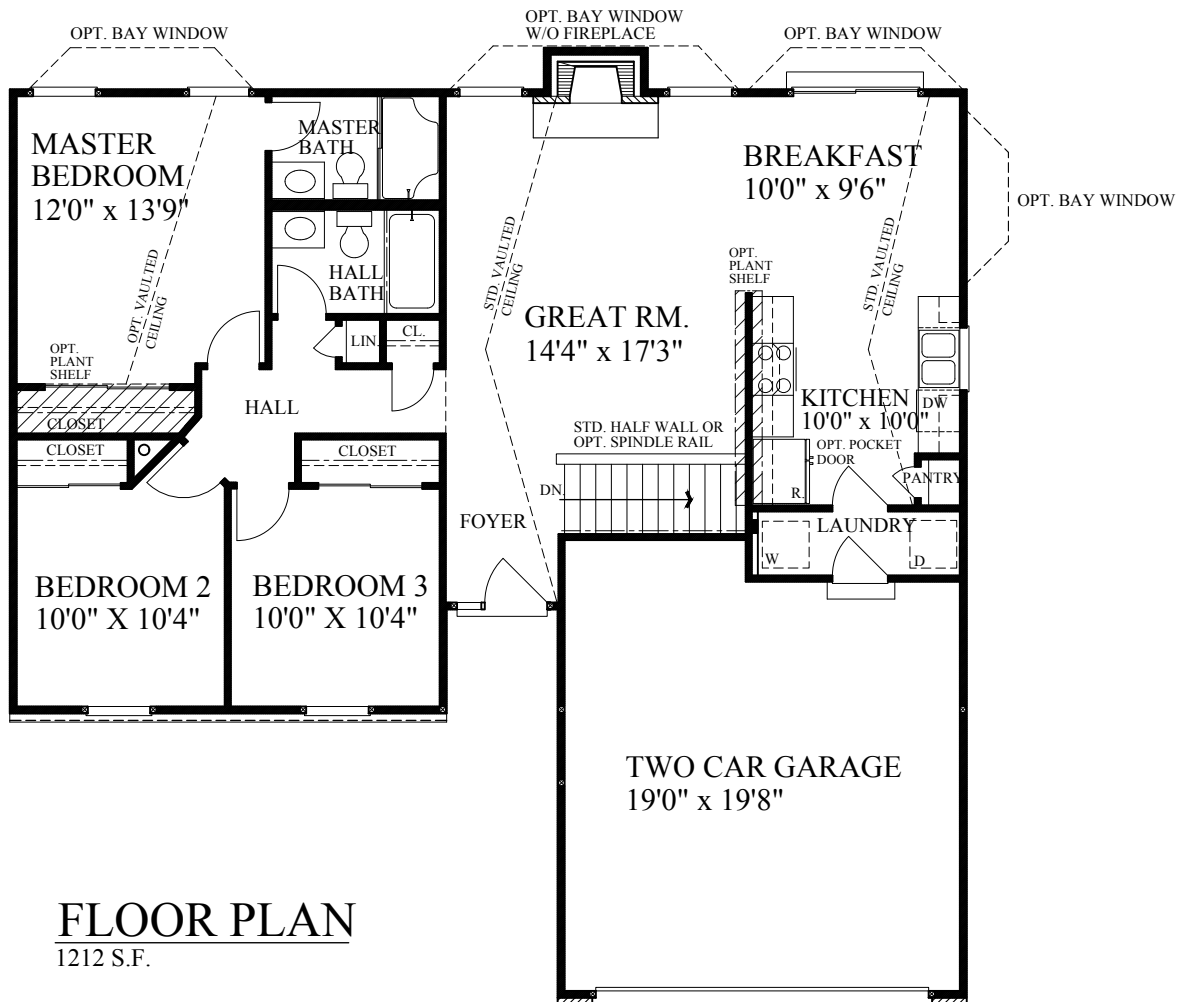 OPT. BAY WINDOW
OPT. BAY WINDOW
W/O FIREPLACE
OPT. BAY WINDOW
MASTER
BEDROOM
12'0" x 13'9"
MASTER
BATH
BREAKFAST
10'0" x 9'6"
OPT. BAY WINDOW
OPT. VAULTED
CEILING
STD. VAULTED
CEILING
STD. VAULTED
CEILING
HALL
BATH
OPT.
PLANT
SHELF
GREAT RM.
14'4" x 17'3"
LIN.
CL.
OPT.
PLANT
SHELF
CLOSET
HALL
KITCHEN
10'0" x 10'0"
DW
STD. HALF WALL OR
OPT. SPINDLE RAIL
OPT. POCKET
DOOR
CLOSET
CLOSET
PANTRY
DN.
R.
FOYER
LAUNDRY
W
D
BEDROOM 2
10'0" X 10'4"
BEDROOM 3
10'0" X 10'4"
TWO CAR GARAGE
19'0" x 19'8"
FLOOR PLAN
1212 S.F.